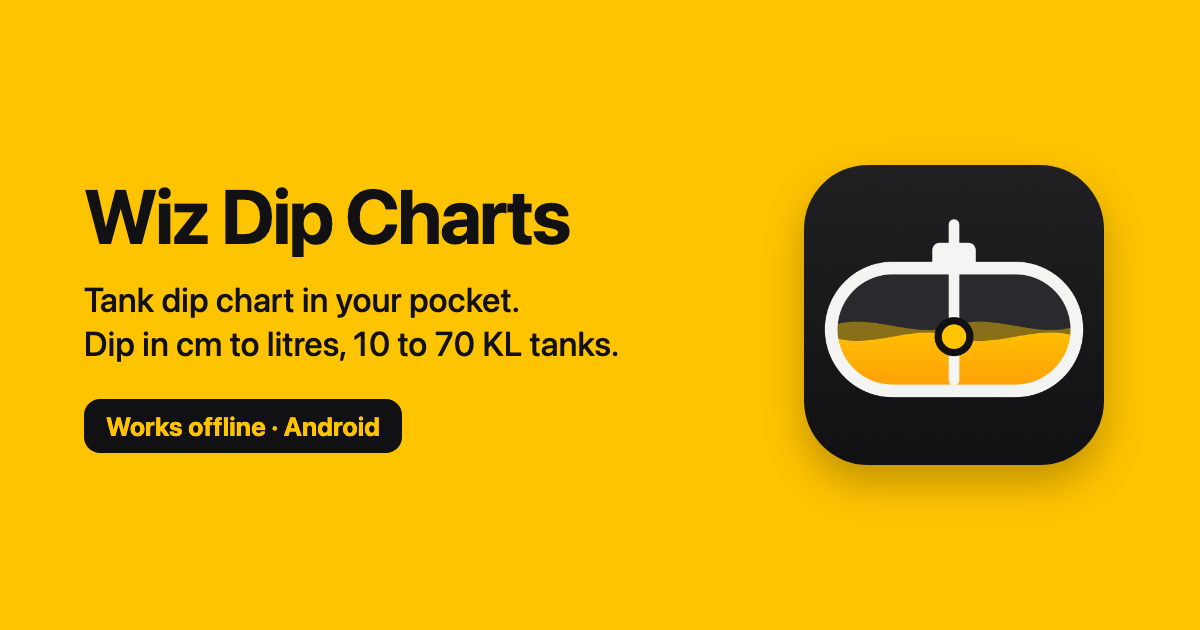 Wiz Dip Charts
Tank dip chart in your pocket.
Dip in cm to litres, 10 to 70 KL tanks.
Works offline · Android